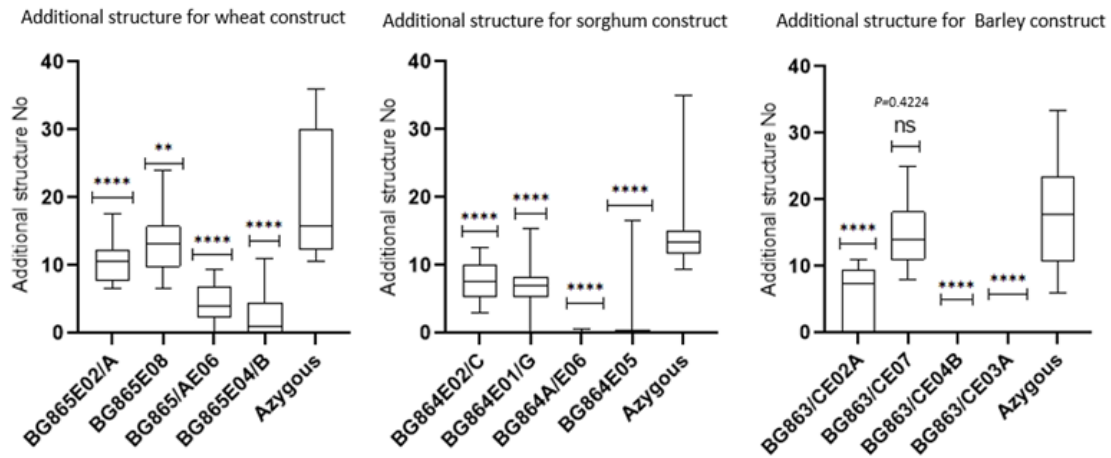 Additional structure for wheat construct
Additional structure No
40
30
20
10
0
****
**
****
****
BG865E02/A
BG865E08
BG865/AE06
BG865E04/B
Azygous
Additional structure for sorghum construct
Additional structure No
40
30
20
10
0
****
****
****
****
BG864E02/C
BG864E01/G
BG864A/E06
BG864E05
Azygous
Additional structure for Barley construct
Additional structure No
40
30
20
10
0
****
P=0.4224
ns
****
****
BG863/CE02A
BG863/CE07
BG863/CE04B
BG863/CE03A
Azygous